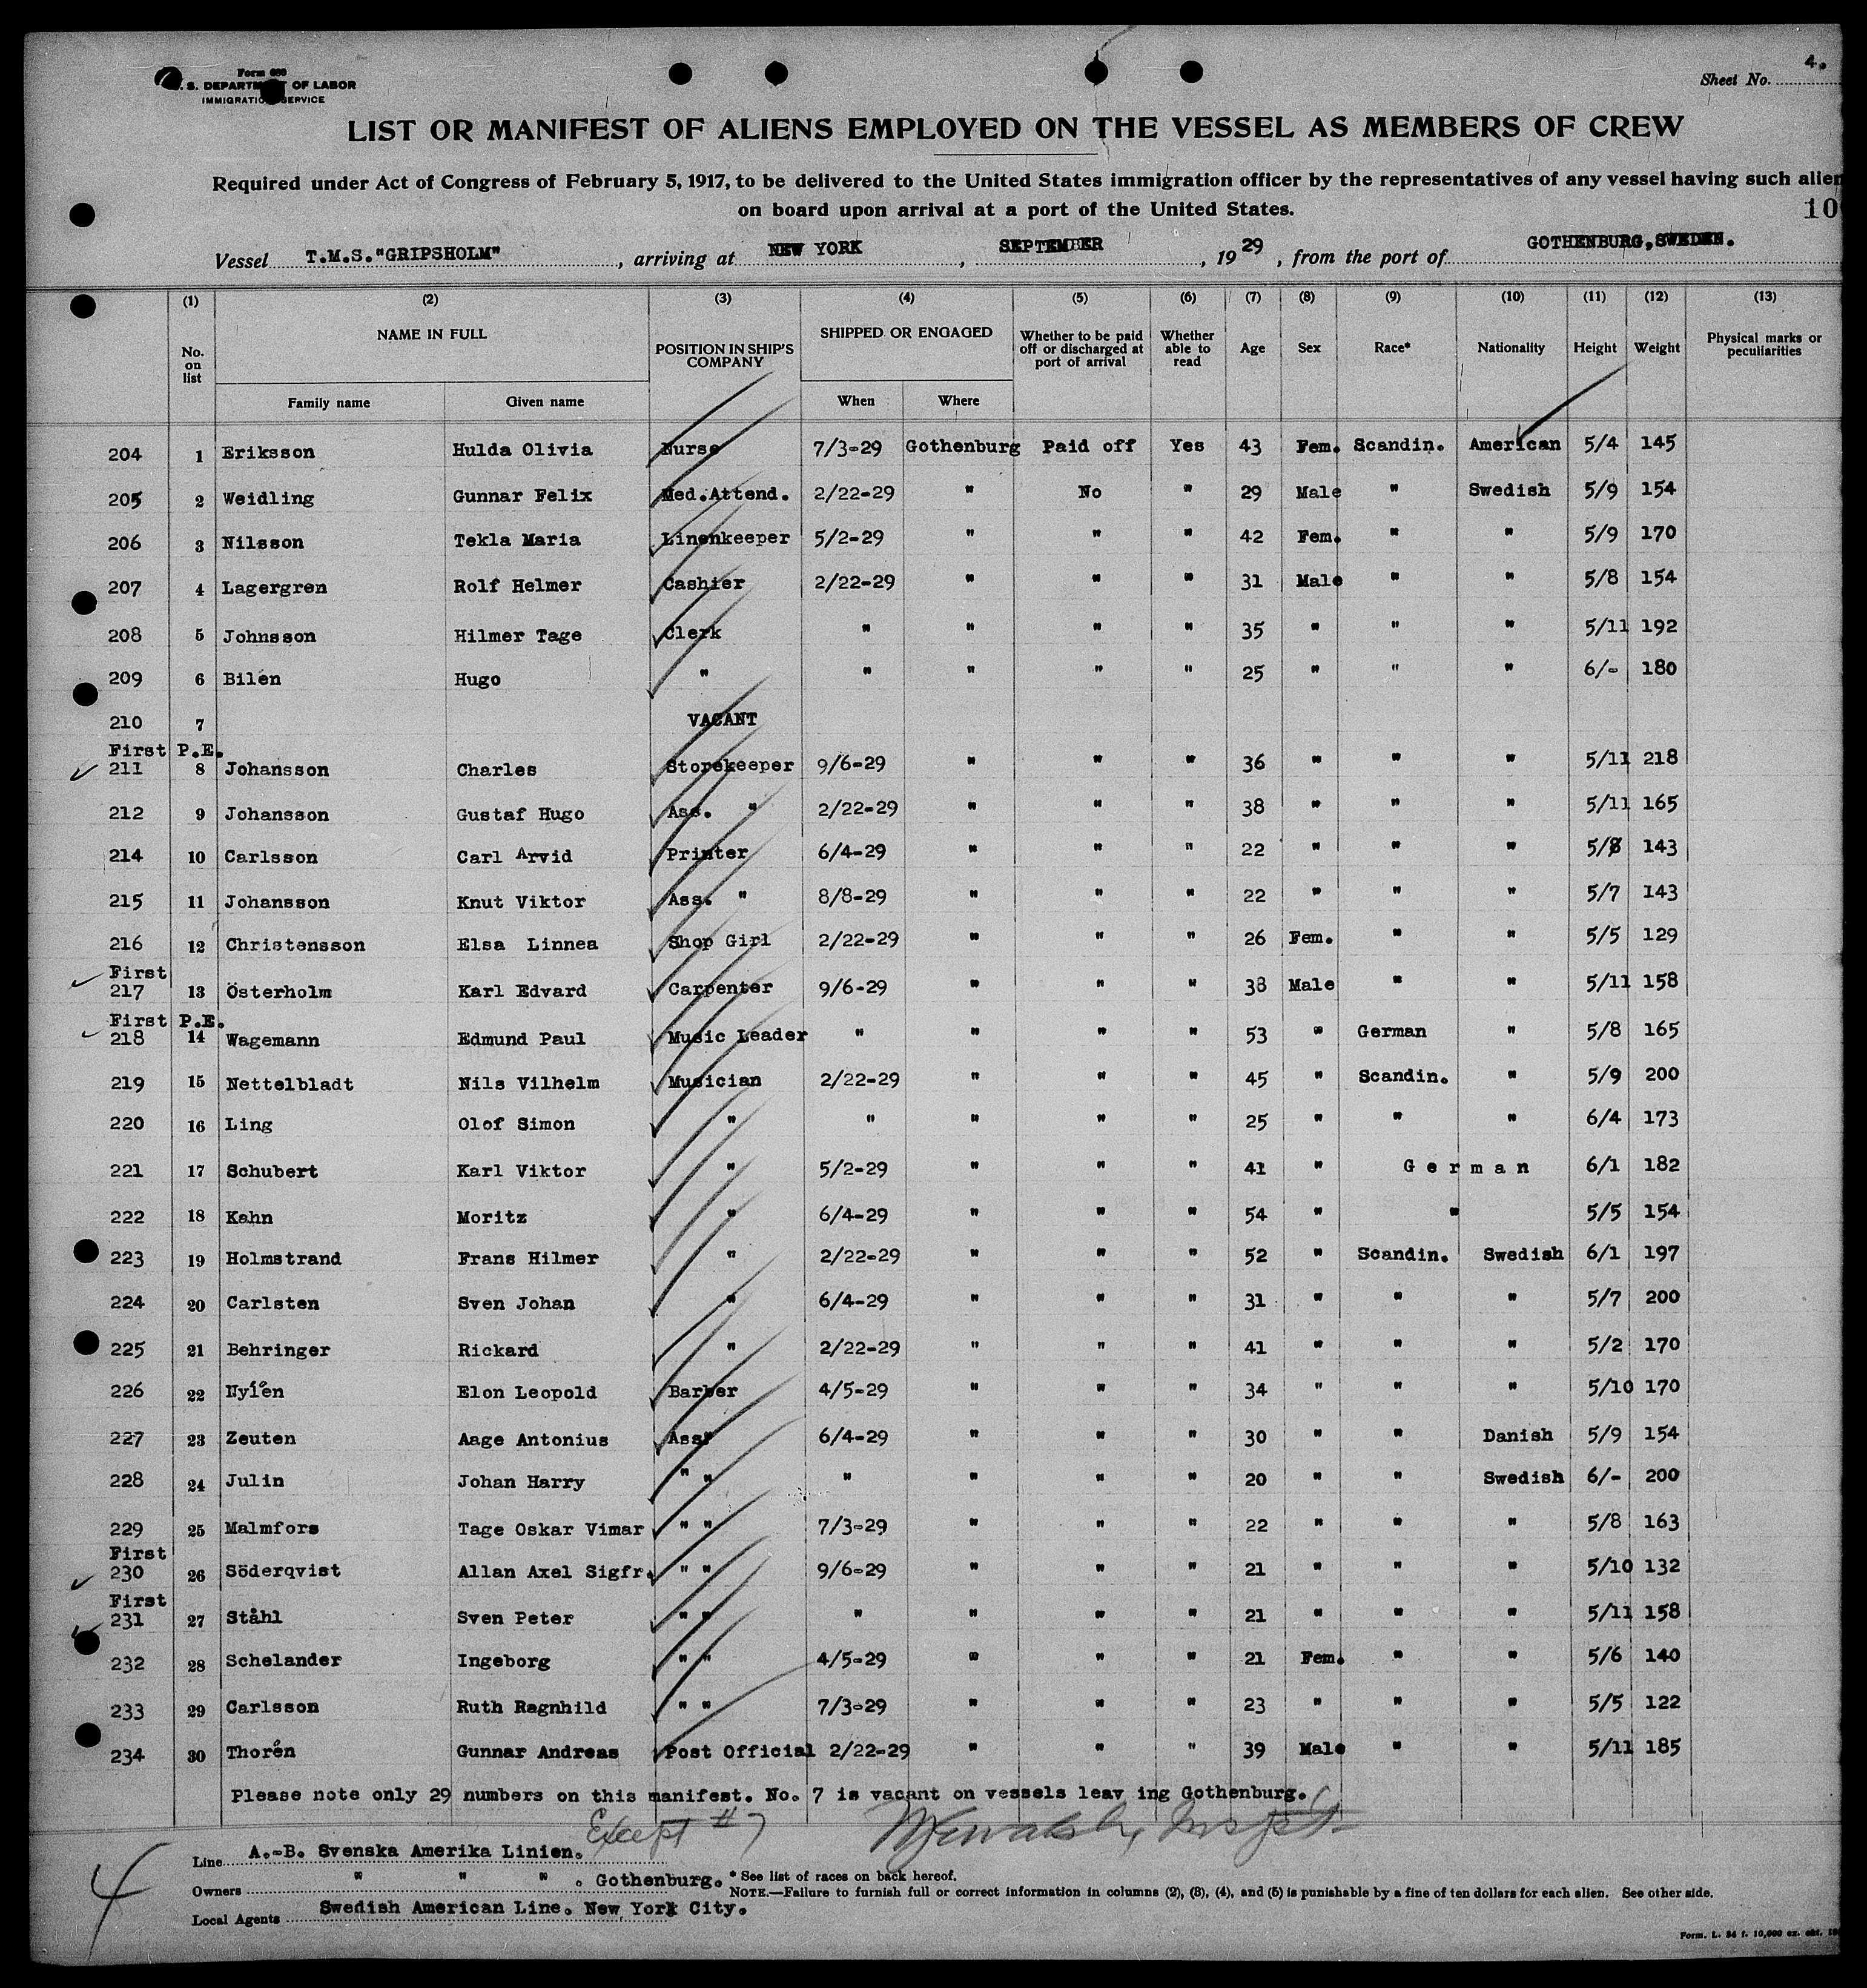 Form 680
U. S. DEPARTMENT OF LABOR
IMMIGRATION SERVICE
Sheet No. 4.
LIST OR MANIFEST OF ALIENS EMPLOYED ON THE VESSEL AS MEMBERS OF CREW
Required under Act of Congress of February 5, 1917, to be delivered to the United States immigration officer by the representatives of any vessel having such alien
on board upon arrival at a port of the United States.
10
Vessel T.M.S."GRIPSHOLM", arriving at NEW YORK, SEPTEMBER, 1929, from the port of GOTHENBURG, SWEDEN.
(1) (2) (3) (4) (5) (6) (7) (8) (9) (10) (11) (12) (13)
No. on list NAME IN FULL POSITION IN SHIP'S COMPANY SHIPPED OR ENGAGED Whether to be paid off or discharged at port of arrival Whether able to read Age Sex Race* Nationality Height Weight Physical marks or peculiarities
Family name Given name When Where
204 1 Eriksson Hulda Olivia Nurse 7/3-29 Gothenburg Paid off Yes 43 Fem. Scandin. American 5/4 145
205 2 Weidling Gunnar Felix Med.Attend. 2/22-29 " No " 29 Male " Swedish 5/9 154
206 3 Nilsson Tekla Maria Linenkeeper 5/2-29 " " " 42 Fem. " " 5/9 170
207 4 Lagergren Rolf Helmer Cashier 2/22-29 " " " 31 Male " " 5/8 154
208 5 Johnsson Hilmer Tage Clerk " " " " 35 " " " 5/11 192
209 6 Bilén Hugo " " " " " 25 " " " 6/- 180
210 7 VACANT
First P.E.
211 8 Johansson Charles Storekeeper 9/6-29 " " " 36 " " " 5/11 218
212 9 Johansson Gustaf Hugo Ass. " 2/22-29 " " " 38 " " " 5/11 165
214 10 Carlsson Carl Arvid Printer 6/4-29 " " " 22 " " " 5/8 143
215 11 Johansson Knut Viktor Ass. " 8/8-29 " " " 22 " " " 5/7 143
216 12 Christensson Elsa Linnea Shop Girl 2/22-29 " " " 26 Fem. " " 5/5 129
First
217 13 Österholm Karl Edvard Carpenter 9/6-29 " " " 38 Male " " 5/11 158
First P.E.
218 14 Wagemann Edmund Paul Music Leader " " " " 53 " German " 5/8 165
219 15 Nettelbladt Nils Vilhelm Musician 2/22-29 " " " 45 " Scandin. " 5/9 200
220 16 Ling Olof Simon " " " " " 25 " " " 6/4 173
221 17 Schubert Karl Viktor " 5/2-29 " " " 41 " German 6/1 182
222 18 Kahn Moritz " 6/4-29 " " " 54 " " 5/5 154
223 19 Holmstrand Frans Hilmer " 2/22-29 " " " 52 " Scandin. Swedish 6/1 197
224 20 Carlsten Sven Johan " 6/4-29 " " " 31 " " " 5/7 200
225 21 Behringer Rickard " 2/22-29 " " " 41 " " " 5/2 170
226 22 Nylén Elon Leopold Barber 4/5-29 " " " 34 " " " 5/10 170
227 23 Zeuten Aage Antonius Ass" 6/4-29 " " " 30 " " Danish 5/9 154
228 24 Julin Johan Harry " " " " " " 20 " " Swedish 6/- 200
229 25 Malmfors Tage Oskar Vimar " " 7/3-29 " " " 22 " " " 5/8 163
First
230 26 Söderqvist Allan Axel Sigfr. " " 9/6-29 " " " 21 " " " 5/10 132
First
231 27 Ståhl Sven Peter " " " " " " 21 " " " 5/11 158
232 28 Schelander Ingeborg " " 4/5-29 " " " 21 Fem. " " 5/6 140
233 29 Carlsson Ruth Ragnhild " " 7/3-29 " " " 23 " " " 5/5 122
234 30 Thorén Gunnar Andreas Post Official 2/22-29 " " " 39 Male " " 5/11 185
Please note only 29 numbers on this manifest. No. 7 is vacant on vessels leav ing Gothenburg.
Except #7
4
Line A.-B. Svenska Amerika Linien.
Owners " " " . Gothenburg.
* See list of races on back hereof.
NOTE.—Failure to furnish full or correct information in columns (2), (3), (4), and (5) is punishable by a fine of ten dollars for each alien. See other side.
Local Agents Swedish American Line. New York City.
Form. L. 24 f. 10,000 ex.